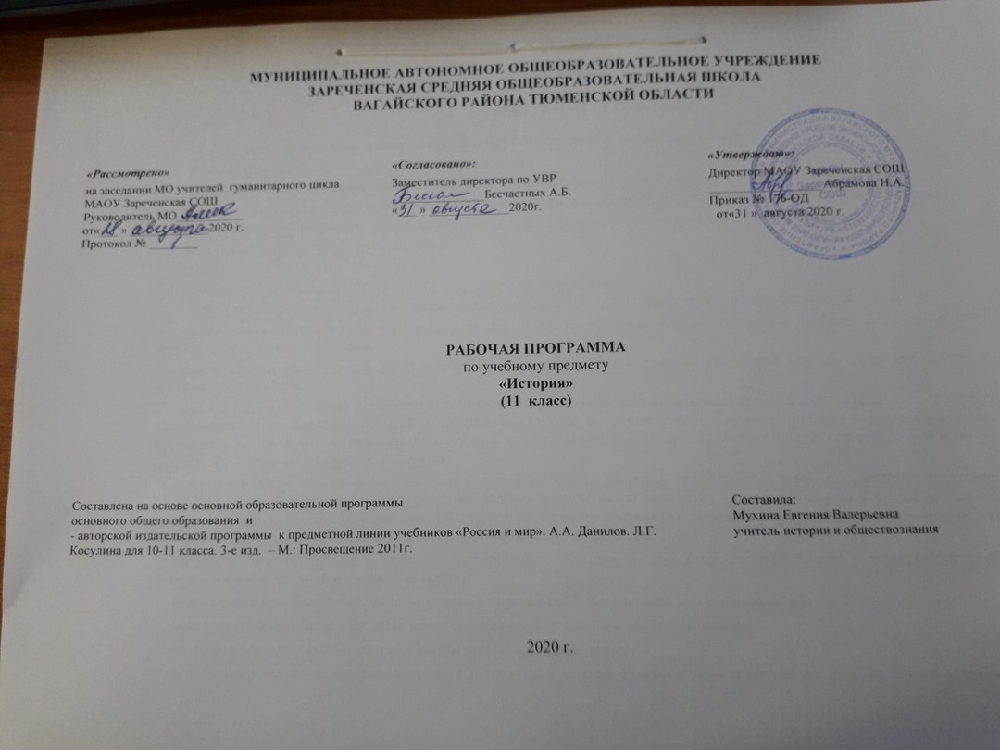 МУНИЦИПАЛЬНОЕ АВТОНОМНОЕ ОБЩЕОБРАЗОВАТЕЛЬНОЕ УЧРЕЖДЕНИЕ
ЗАРЕЧЕНСКАЯ СРЕДНЯЯ ОБЩЕОБРАЗОВАТЕЛЬНАЯ ШКОЛА
ВАГАЙСКОГО РАЙОНА ТЮМЕНСКОЙ ОБЛАСТИ
«Рассмотрено»
на заседании МО учителей гуманитарного цикла
МАОУ Зареченская СОШ
Руководитель МО
от«28 » августа 2020 г.
Протокол № ________
«Согласовано»:
Заместитель директора по УВР
Бесчастных А.Б.
«31 » августа 2020г.
«Утверждаю»:
Директор МАОУ Зареченская СОШ
Абрамова Н.А.
Приказ № 176-ОД
от«31 » августа 2020 г.
РАБОЧАЯ ПРОГРАММА
по учебному предмету
«История»
(11 класс)
Составлена на основе основной образовательной программы
основного общего образования и
- авторской издательской программы к предметной линии учебников «Россия и мир». А.А. Данилов. Л.Г.
Косулина для 10-11 класса. 3-е изд. – М.: Просвещение 2011г.
Составила:
Мухина Евгения Валерьевна
учитель истории и обществознания
2020 г.